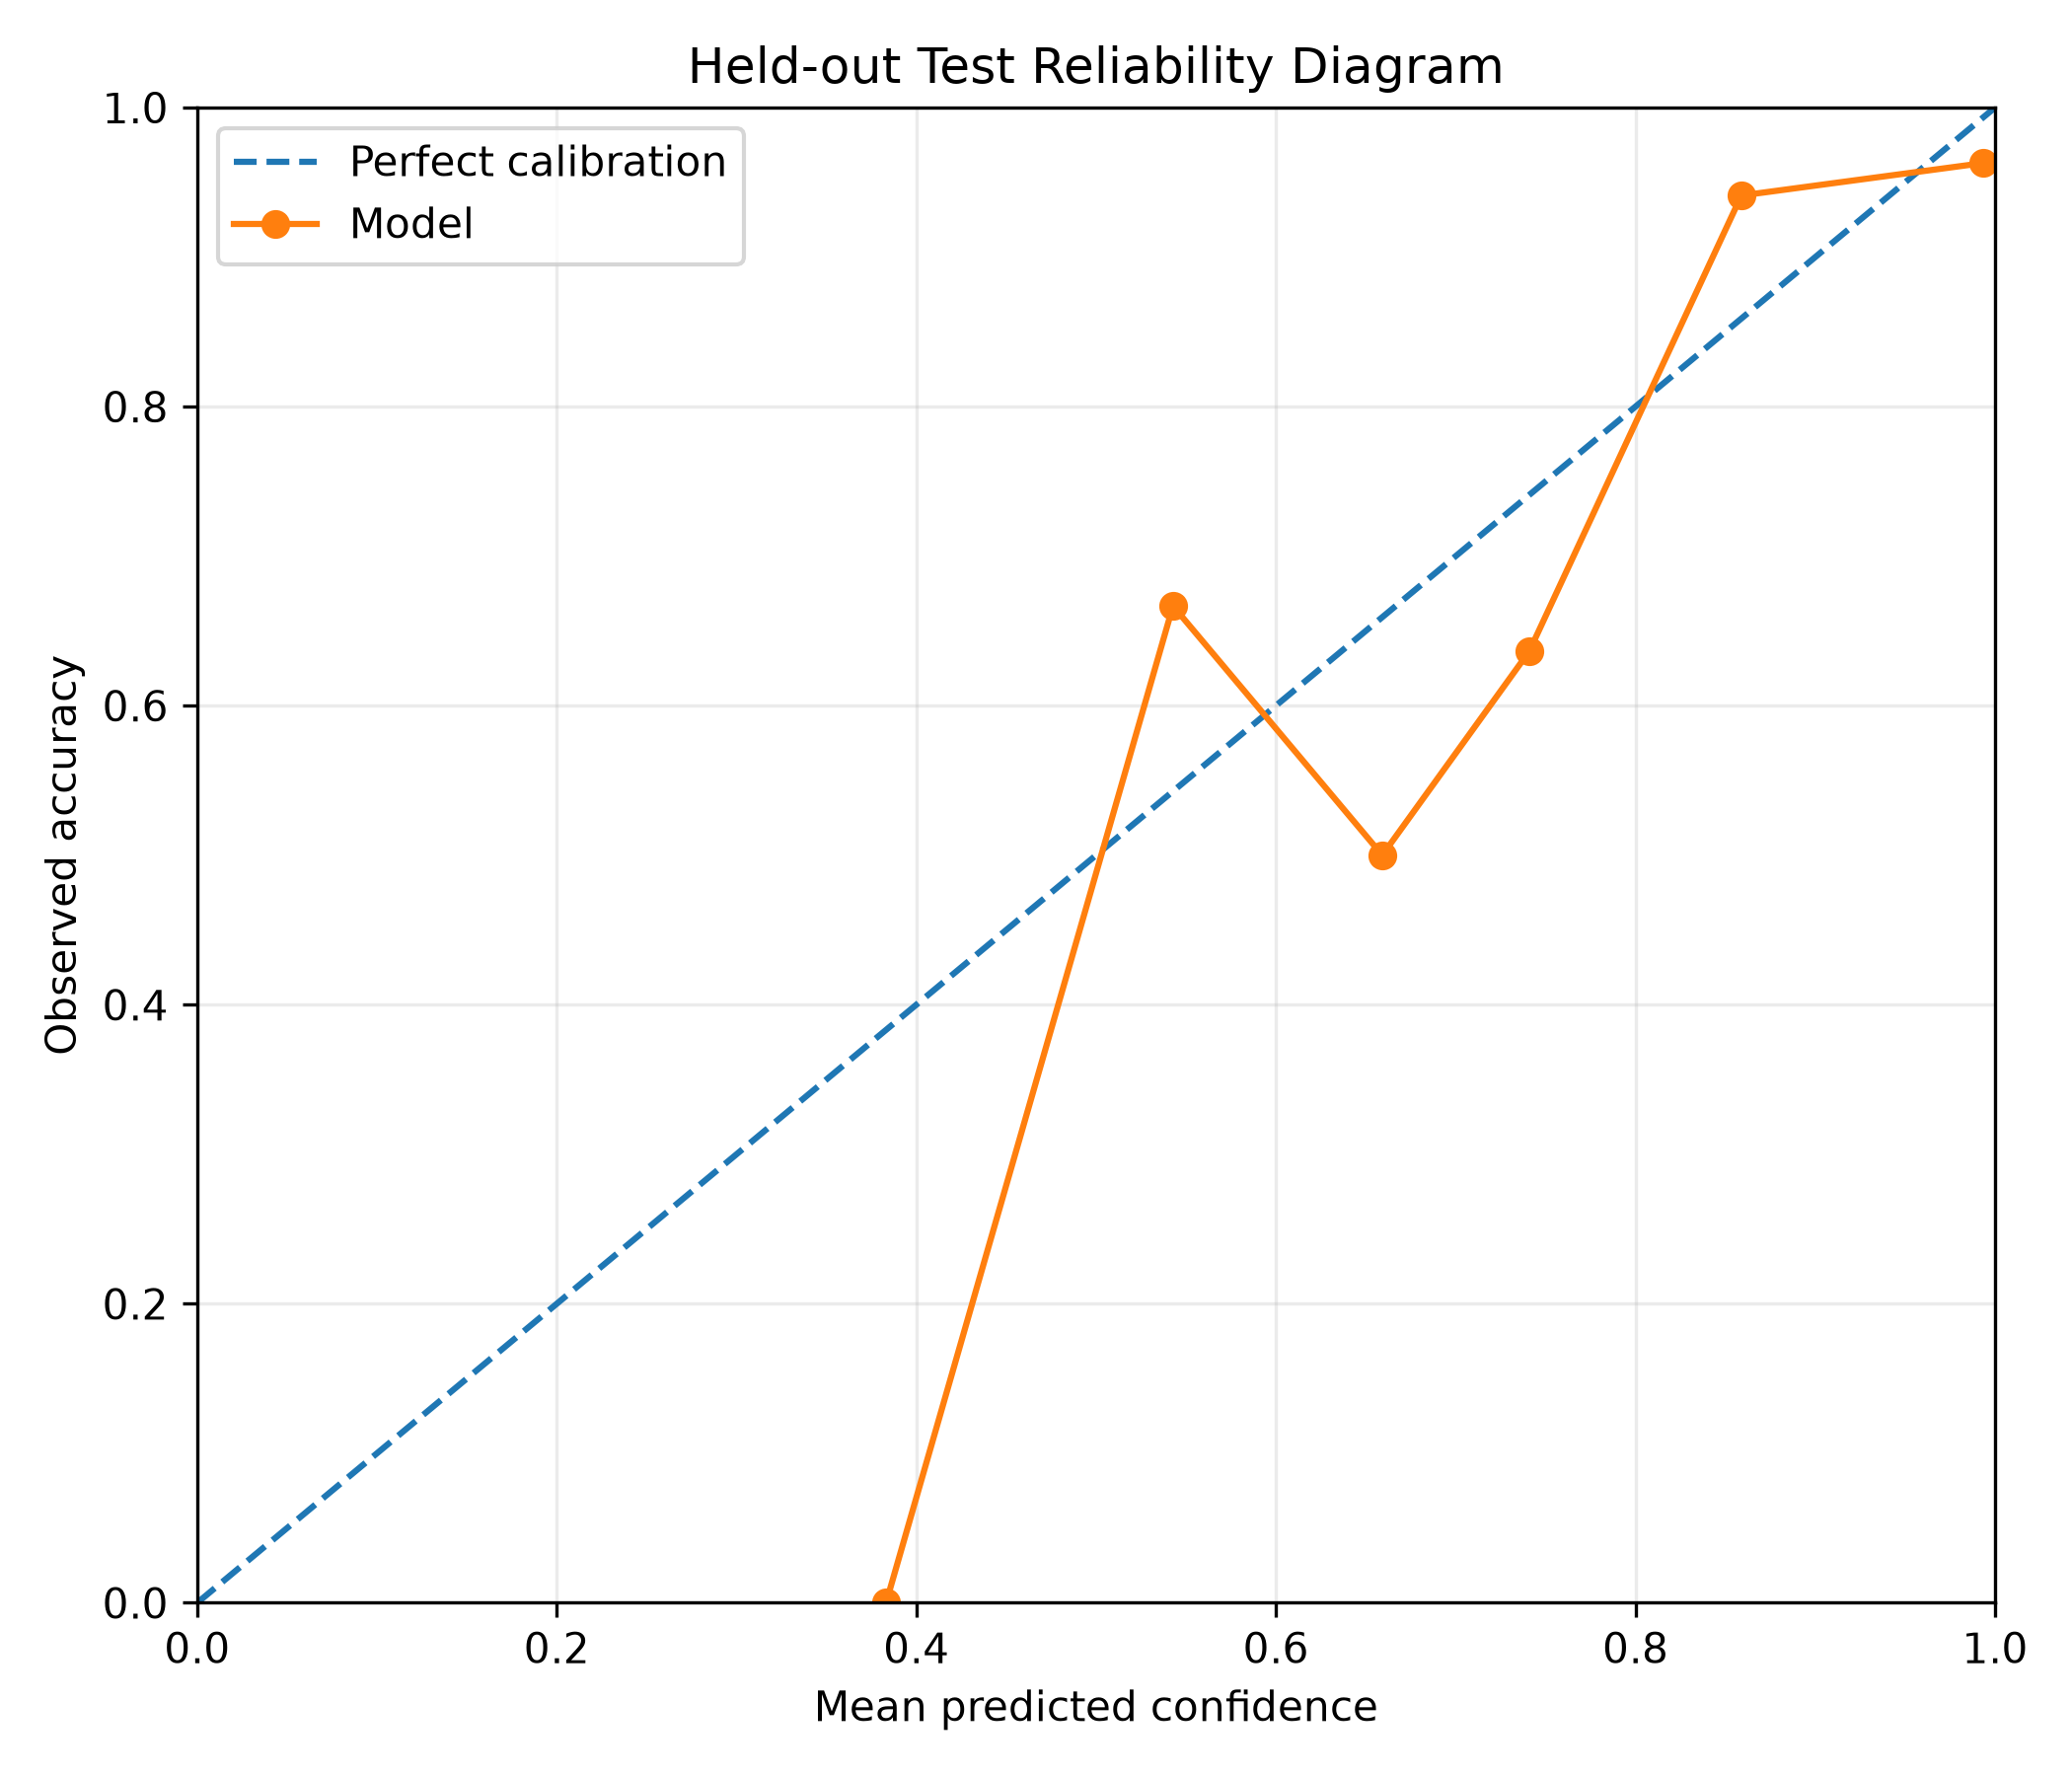 Held-out Test Reliability Diagram
Perfect calibration
Model
Observed accuracy
1.0
0.8
0.6
0.4
0.2
0.0
0.0 0.2 0.4 0.6 0.8 1.0
Mean predicted confidence